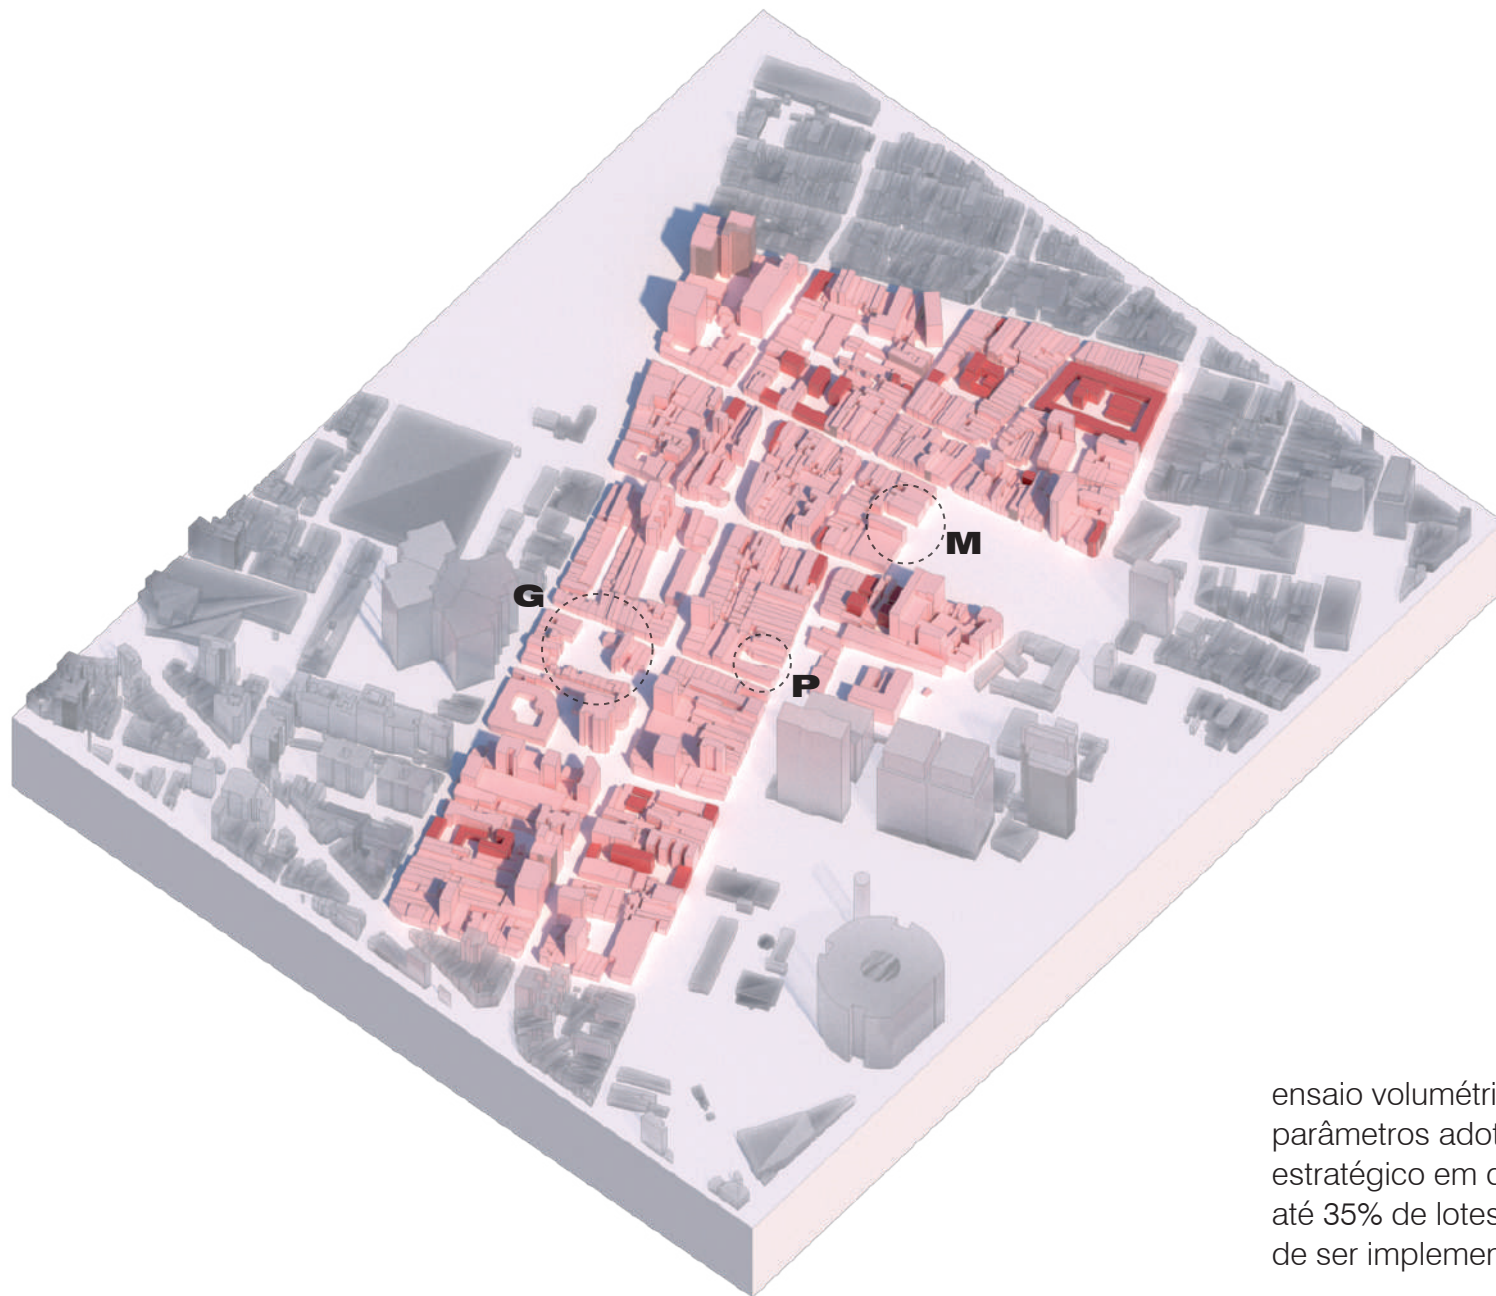 M
G
P
ensaio volumétri
parâmetros adot
estratégico em
até 35% de lotes
de ser implemen